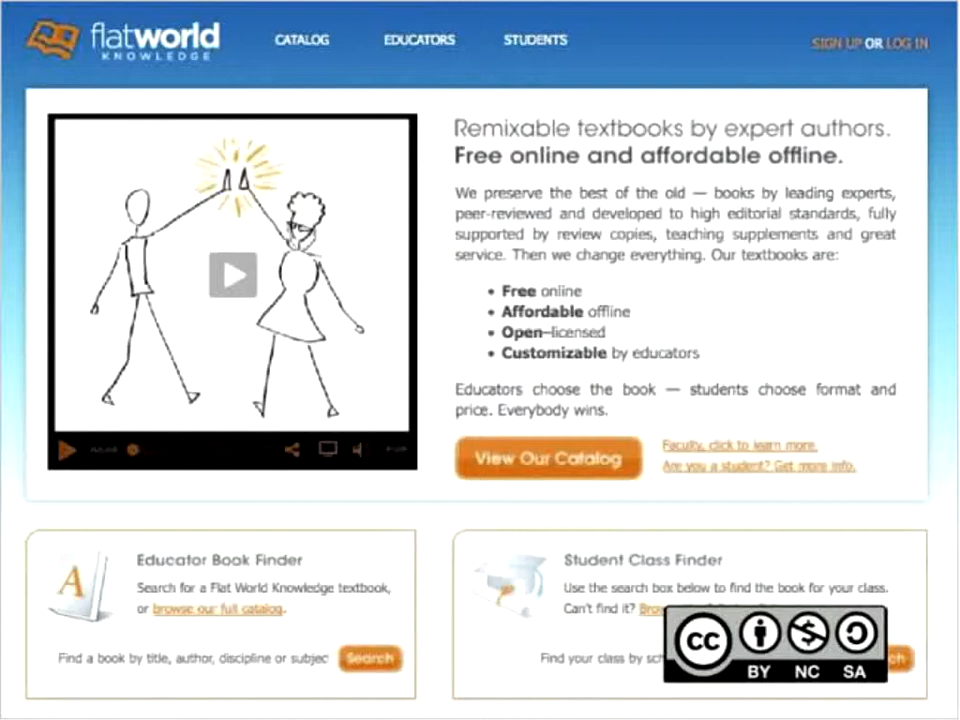 flatworld
KNOWLEDGE
CATALOG EDUCATORS STUDENTS
SIGN UP OR LOG IN
Remixable textbooks by expert authors.
Free online and affordable offline.
We preserve the best of the old — books by leading experts,
peer-reviewed and developed to high editorial standards, fully
supported by review copies, teaching supplements and great
service. Then we change everything. Our textbooks are:
• Free online
• Affordable offline
• Open-licensed
• Customizable by educators
Educators choose the book — students choose format and
price. Everybody wins.
View Our Catalog
Faculty, click to learn more.
Are you a student? Get more info.
Educator Book Finder
Search for a Flat World Knowledge textbook,
or browse our full catalog.
Find a book by title, author, discipline or subjec
Search
A
Student Class Finder
Use the search box below to find the book for your class.
Can't find it?
Find your class by
cc
BY NC SA